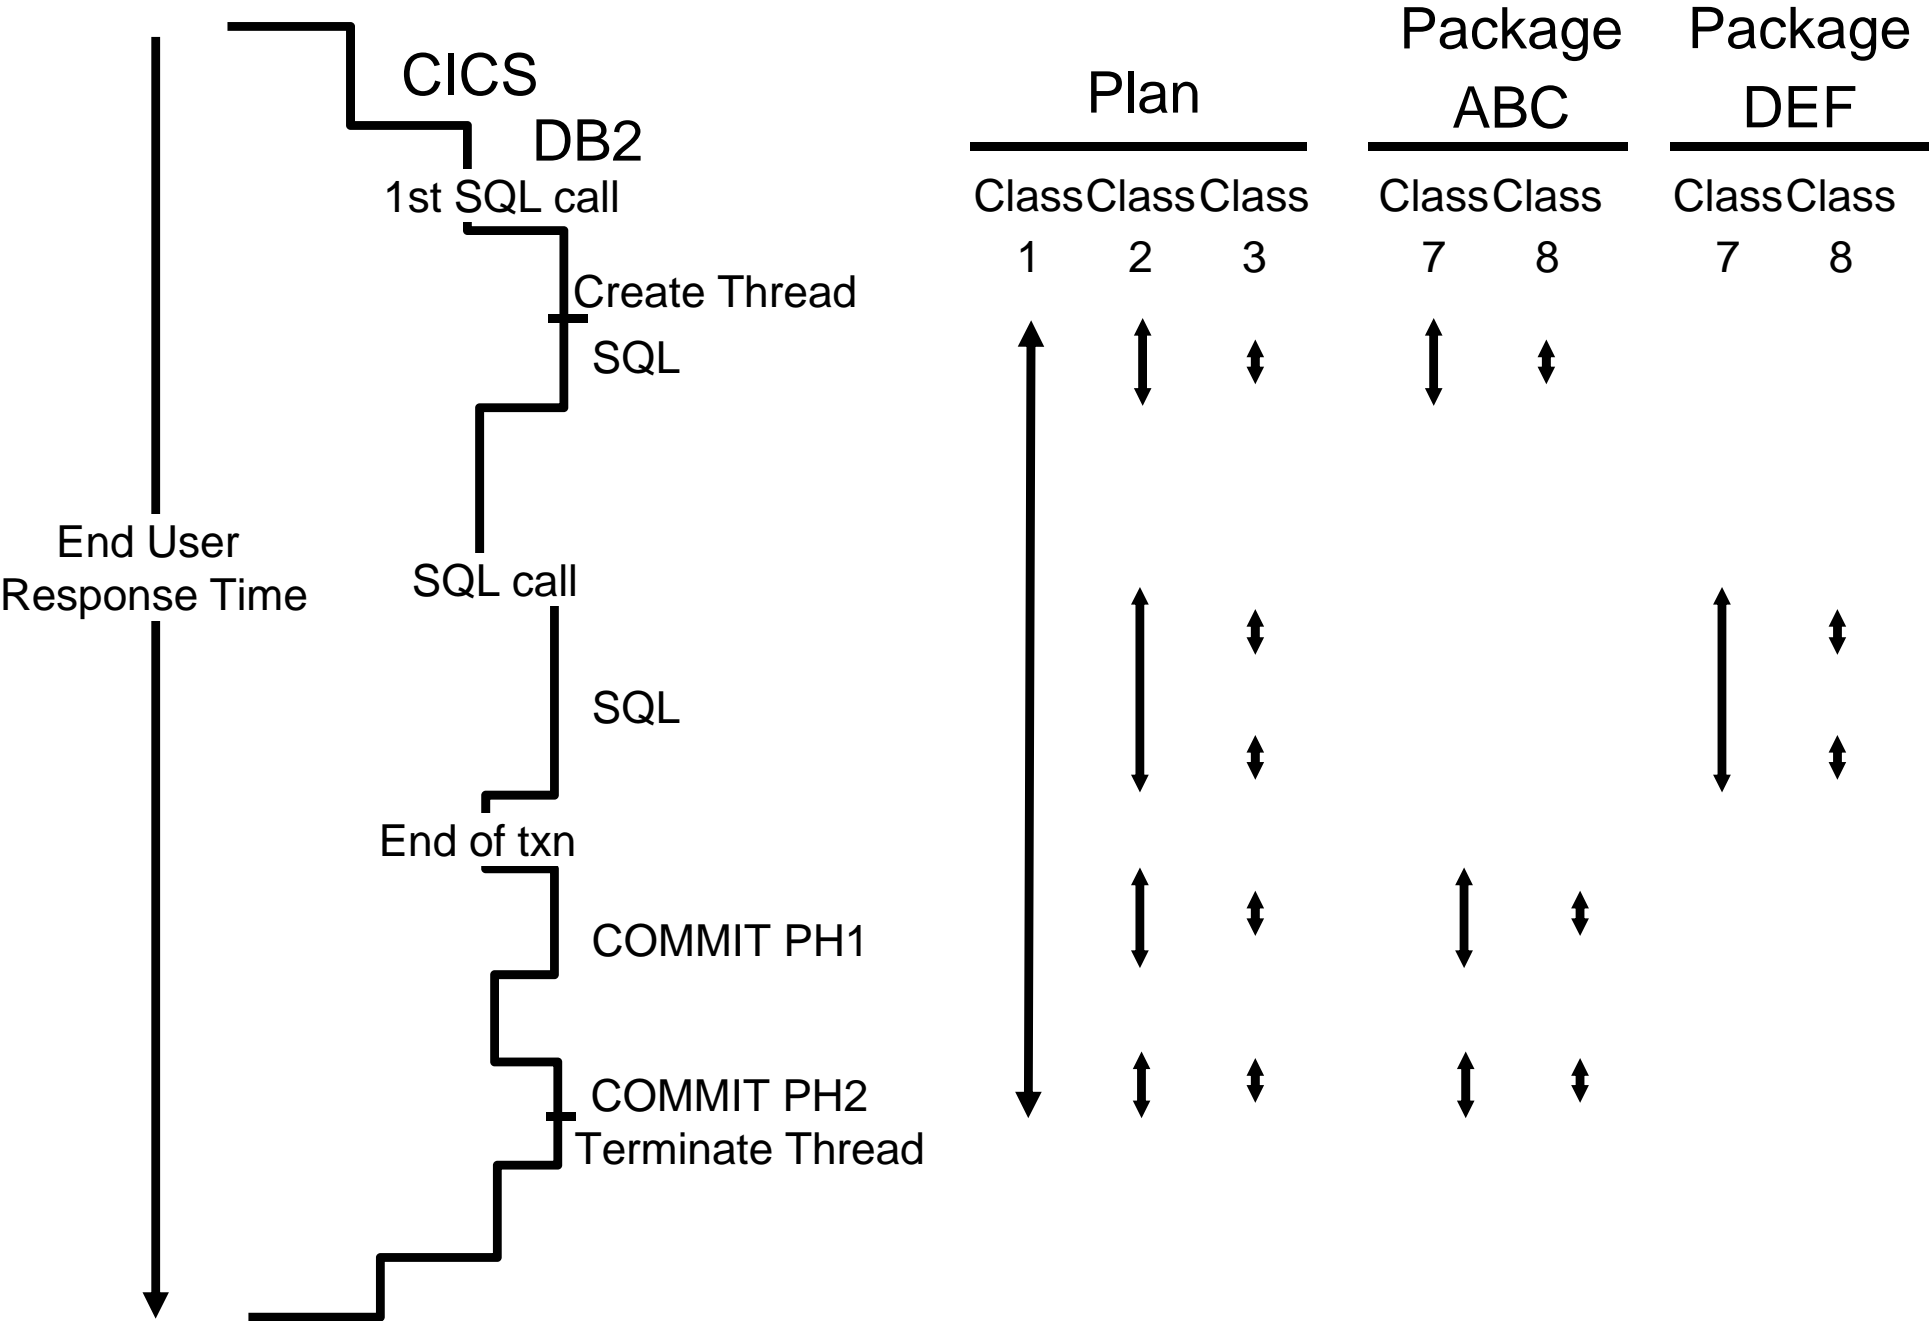 CICS
DB2
1st SQL call
Create Thread
SQL
End User
Response Time
SQL call
SQL
End of txn
COMMIT PH1
COMMIT PH2
Terminate Thread
Plan
Package
ABC
Package
DEF
Class Class Class
1 2 3
Class Class
7 8
Class Class
7 8